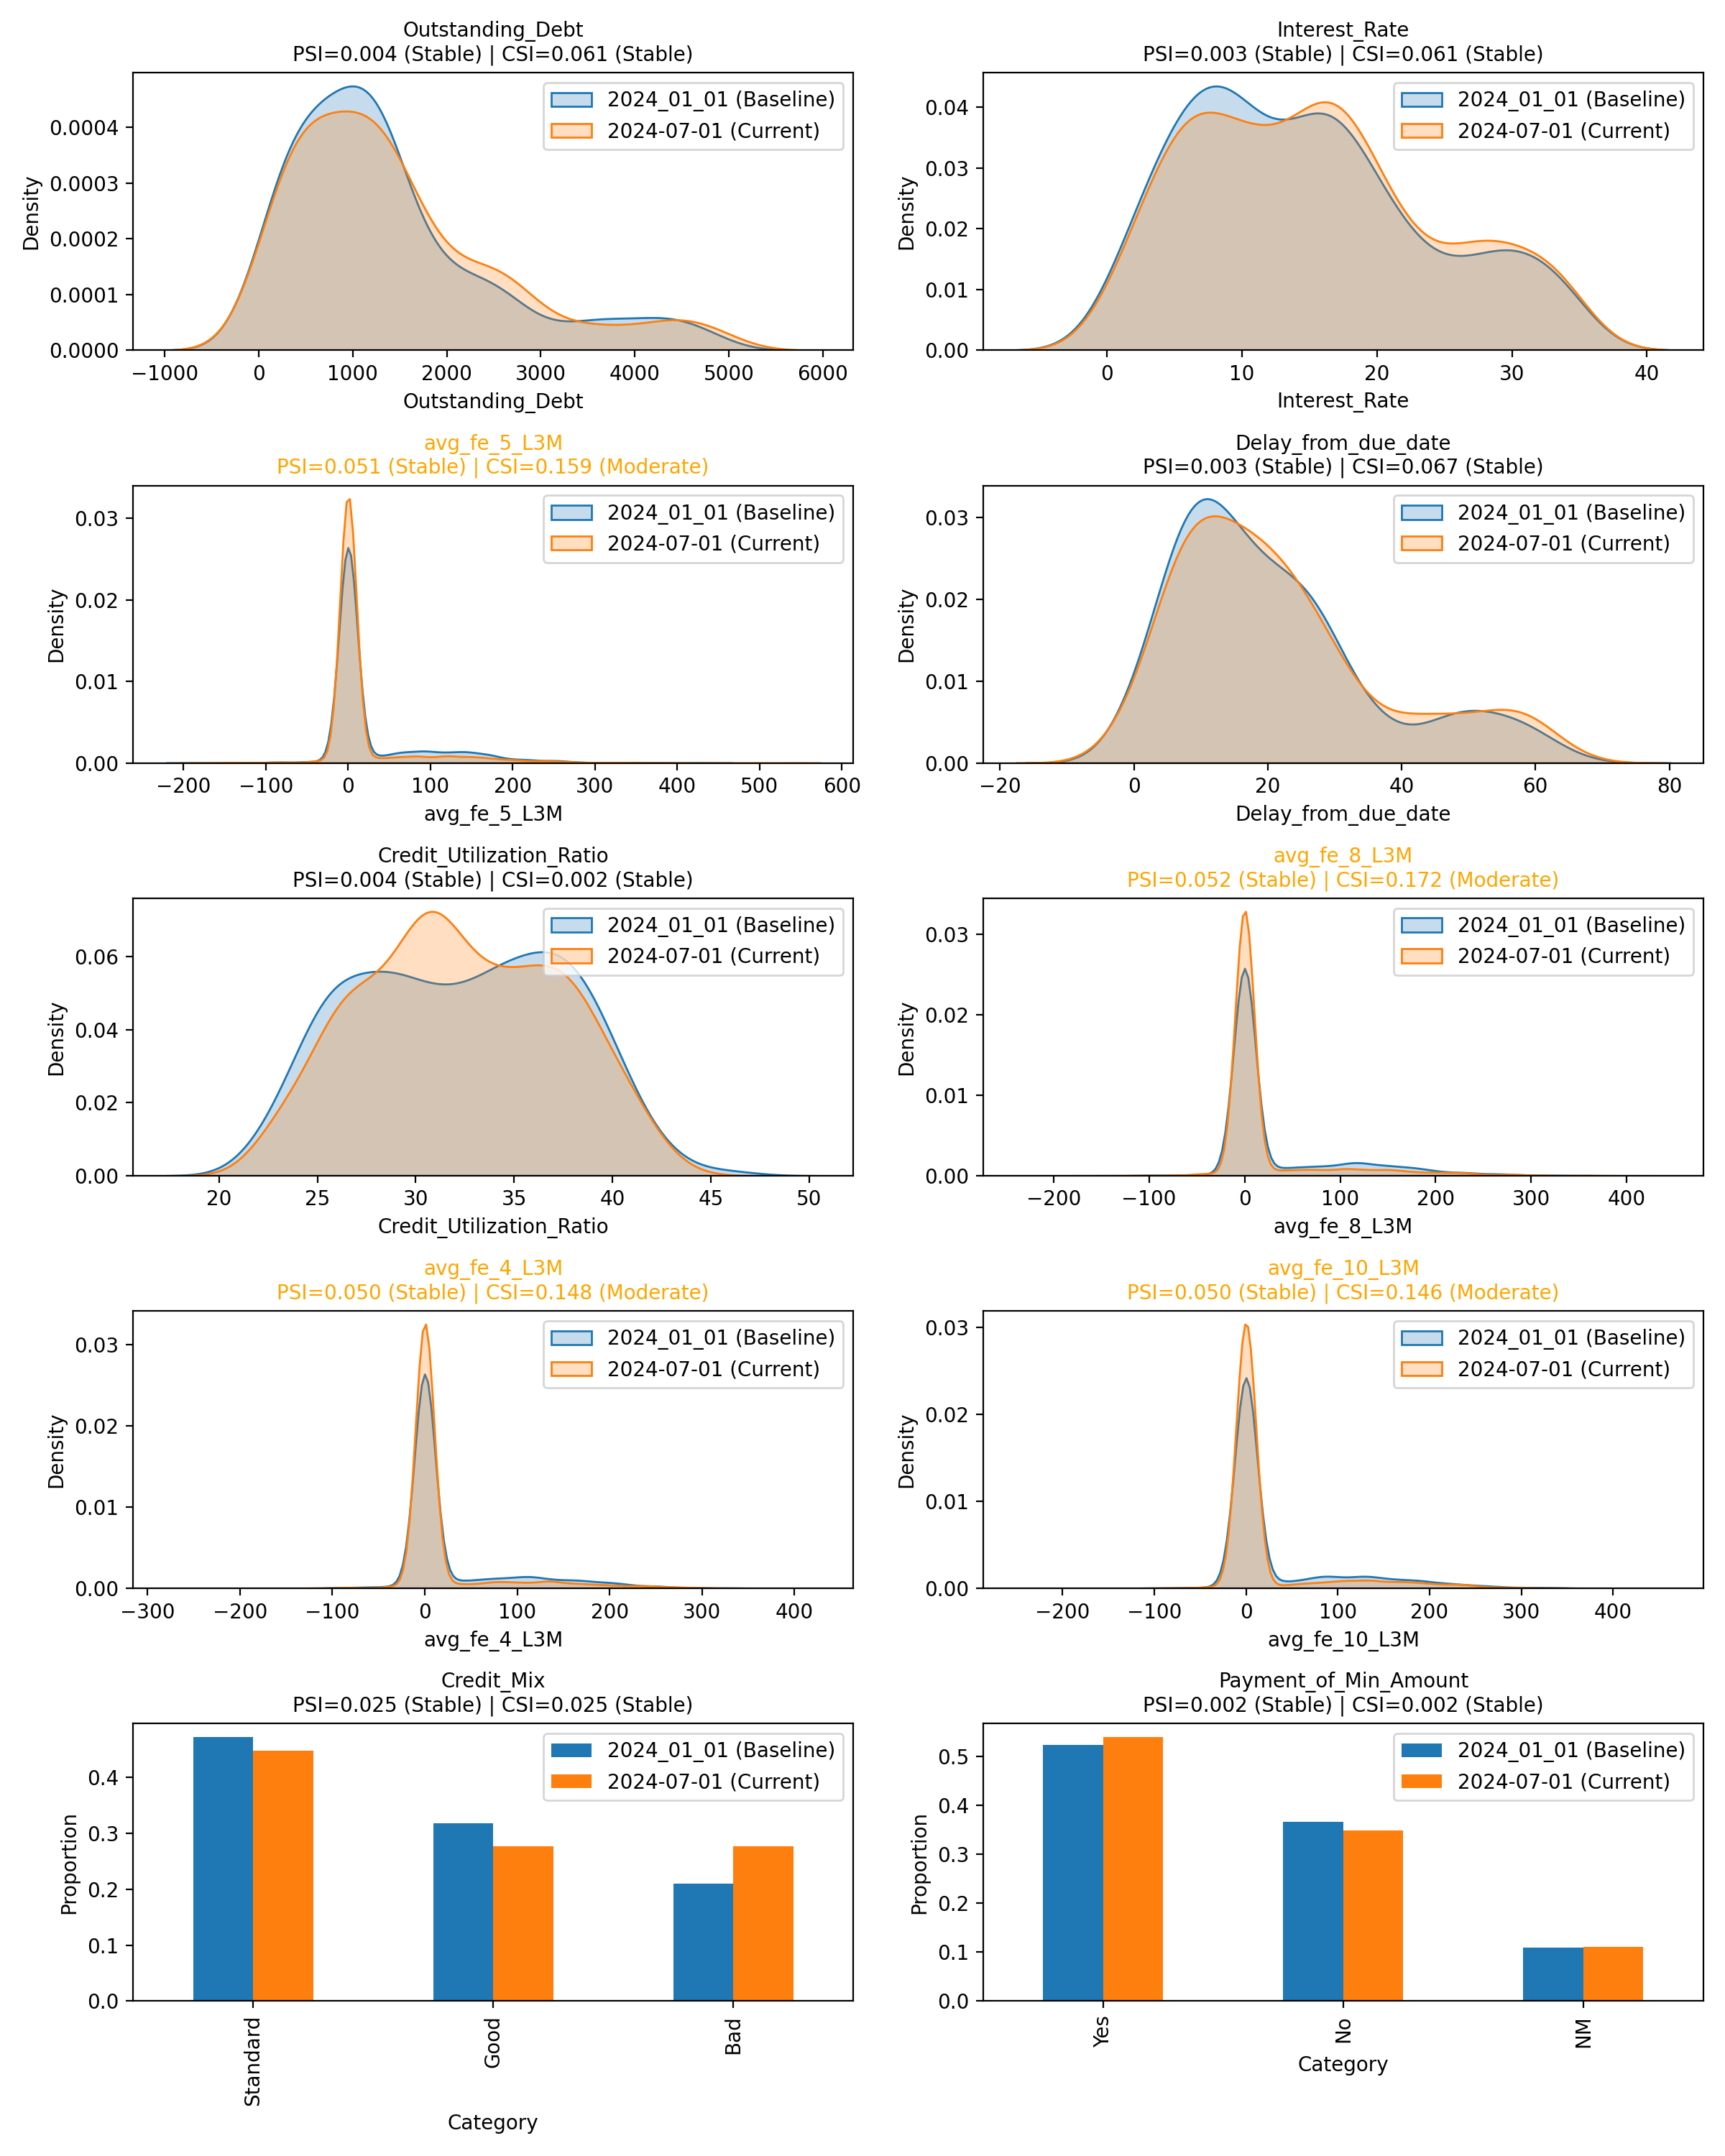 Outstanding_Debt
PSI=0.004 (Stable) | CSI=0.061 (Stable)
2024_01_01 (Baseline)
2024-07-01 (Current)
Density
0.0004
0.0003
0.0002
0.0001
0.0000
−1000 0 1000 2000 3000 4000 5000 6000
Outstanding_Debt
Interest_Rate
PSI=0.003 (Stable) | CSI=0.061 (Stable)
2024_01_01 (Baseline)
2024-07-01 (Current)
Density
0.04
0.03
0.02
0.01
0.00
0 10 20 30 40
Interest_Rate
avg_fe_5_L3M
PSI=0.051 (Stable) | CSI=0.159 (Moderate)
2024_01_01 (Baseline)
2024-07-01 (Current)
Density
0.03
0.02
0.01
0.00
−200 −100 0 100 200 300 400 500 600
avg_fe_5_L3M
Delay_from_due_date
PSI=0.003 (Stable) | CSI=0.067 (Stable)
2024_01_01 (Baseline)
2024-07-01 (Current)
Density
0.03
0.02
0.01
0.00
−20 0 20 40 60 80
Delay_from_due_date
Credit_Utilization_Ratio
PSI=0.004 (Stable) | CSI=0.002 (Stable)
2024_01_01 (Baseline)
2024-07-01 (Current)
Density
0.06
0.04
0.02
0.00
20 25 30 35 40 45 50
Credit_Utilization_Ratio
avg_fe_8_L3M
PSI=0.052 (Stable) | CSI=0.172 (Moderate)
2024_01_01 (Baseline)
2024-07-01 (Current)
Density
0.03
0.02
0.01
0.00
−200 −100 0 100 200 300 400
avg_fe_8_L3M
avg_fe_4_L3M
PSI=0.050 (Stable) | CSI=0.148 (Moderate)
2024_01_01 (Baseline)
2024-07-01 (Current)
Density
0.03
0.02
0.01
0.00
−300 −200 −100 0 100 200 300 400
avg_fe_4_L3M
avg_fe_10_L3M
PSI=0.050 (Stable) | CSI=0.146 (Moderate)
2024_01_01 (Baseline)
2024-07-01 (Current)
Density
0.03
0.02
0.01
0.00
−200 −100 0 100 200 300 400
avg_fe_10_L3M
Credit_Mix
PSI=0.025 (Stable) | CSI=0.025 (Stable)
2024_01_01 (Baseline)
2024-07-01 (Current)
Proportion
0.4
0.3
0.2
0.1
0.0
Standard Good Bad
Category
Payment_of_Min_Amount
PSI=0.002 (Stable) | CSI=0.002 (Stable)
2024_01_01 (Baseline)
2024-07-01 (Current)
Proportion
0.5
0.4
0.3
0.2
0.1
0.0
Yes No NM
Category